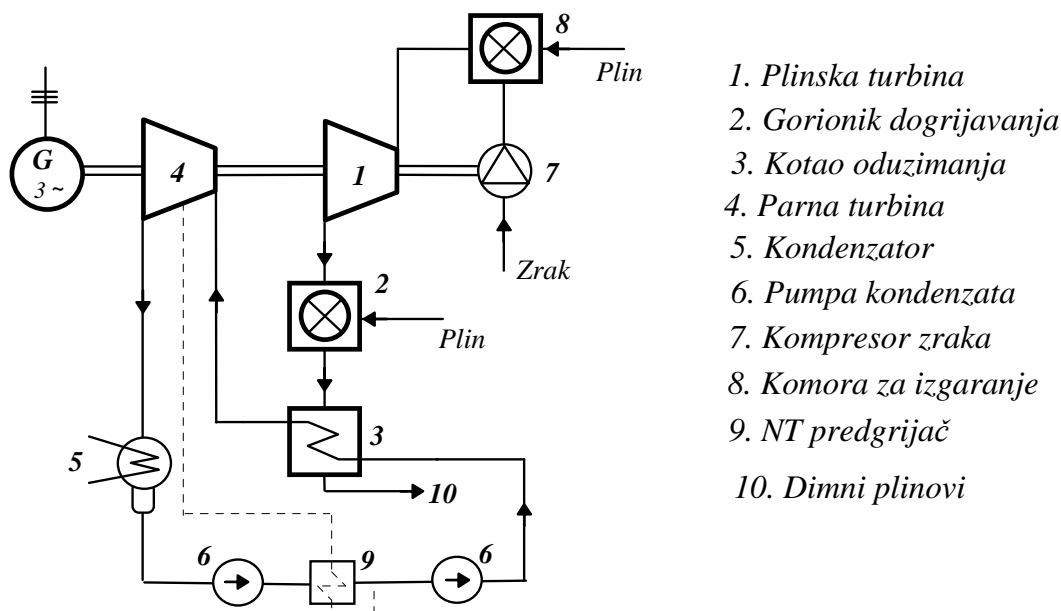 8
Plin
G
3 ~
4
1
7
Zrak
2
Plin
3
5
10
6
9
6
1. Plinska turbina
2. Gorionik dogrijavanja
3. Kotao oduzimanja
4. Parna turbina
5. Kondenzator
6. Pumpa kondenzata
7. Kompresor zraka
8. Komora za izgaranje
9. NT predgrijač
10. Dimni plinovi